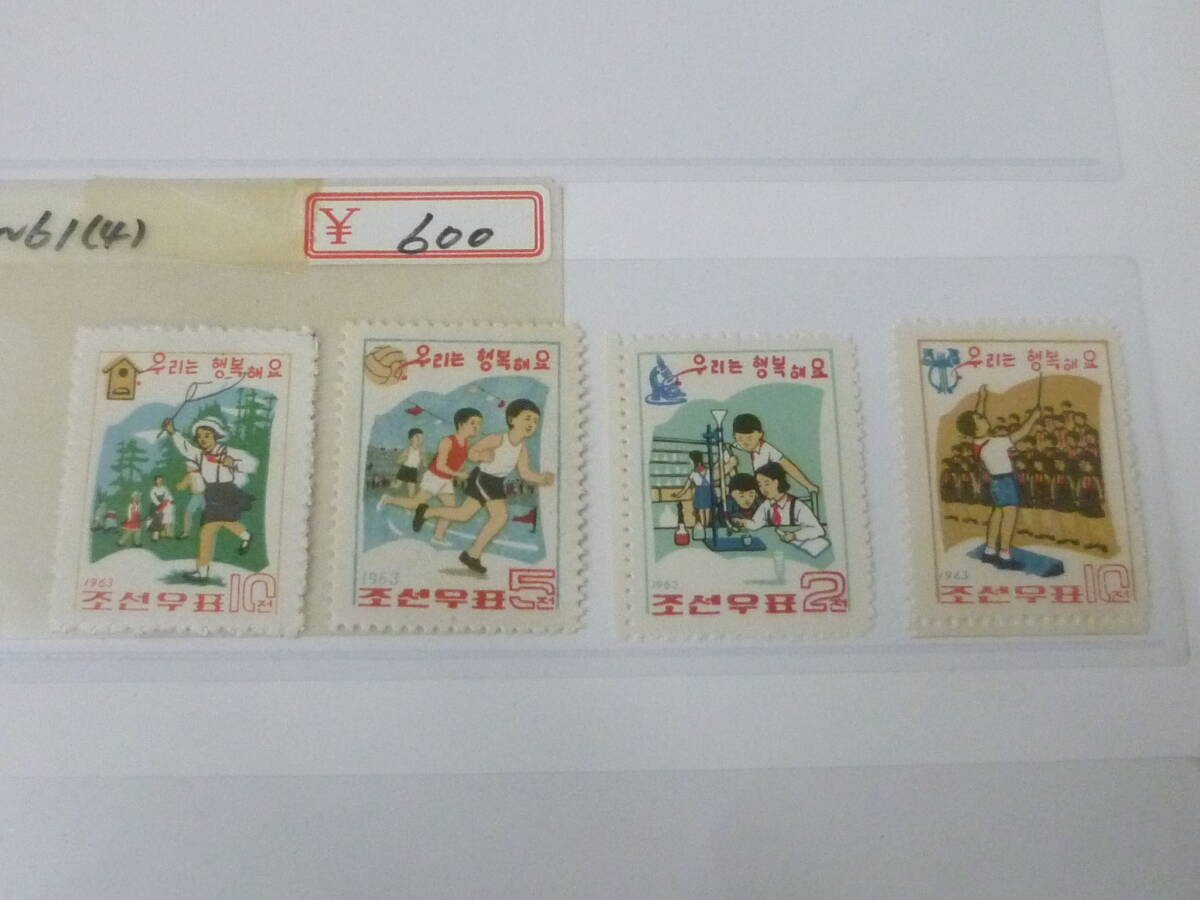 ~61(4)
¥ 600
우리는 행복해요
1963
조선우표 10전
우리는 행복해요
1963
조선우표 5전
우리는 행복해요
1963
조선우표 2전
우리는 행복해요
1963
조선우표 10전